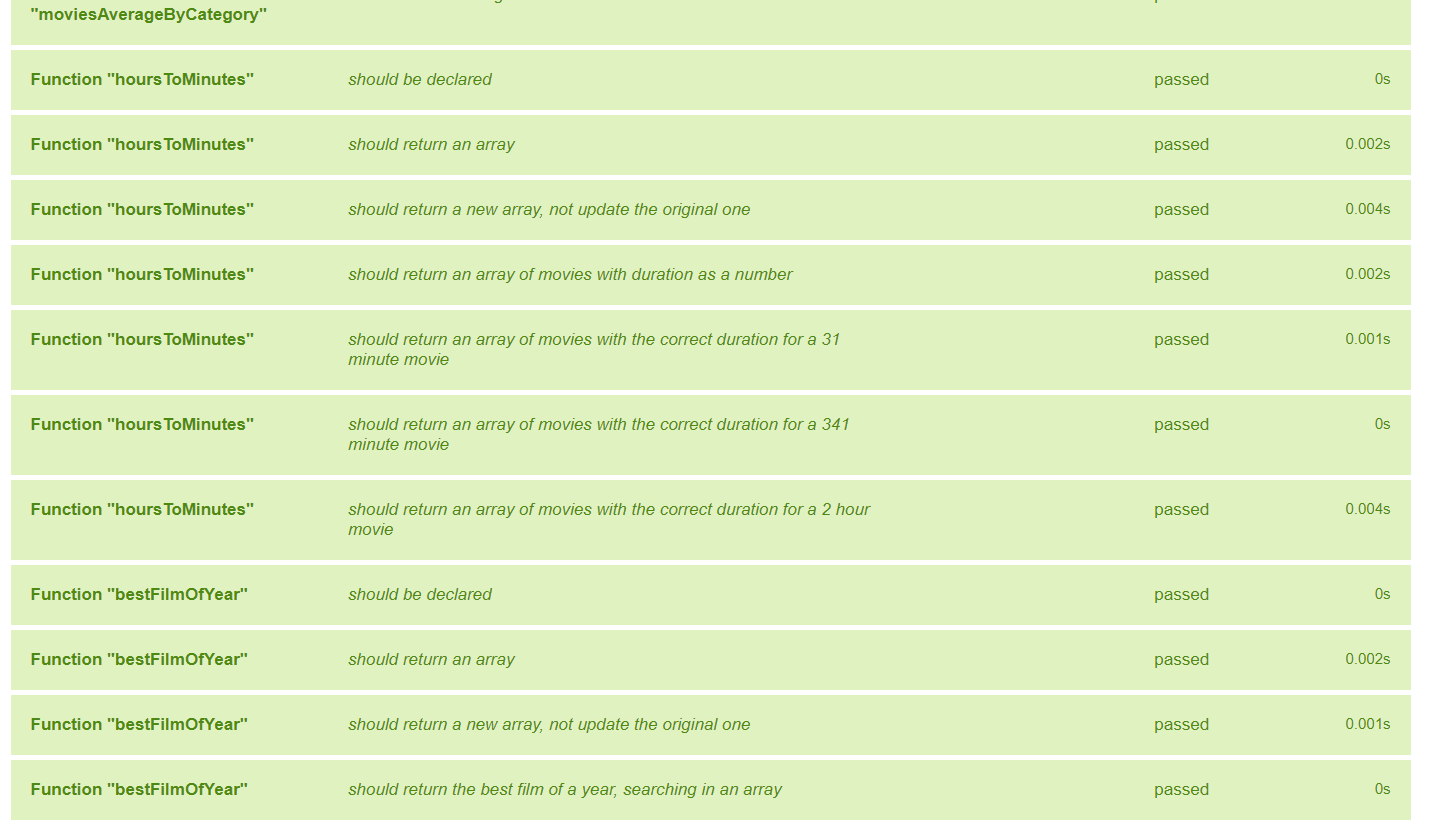 "moviesAverageByCategory"
Function "hoursToMinutes" should be declared passed 0s
Function "hoursToMinutes" should return an array passed 0.002s
Function "hoursToMinutes" should return a new array, not update the original one passed 0.004s
Function "hoursToMinutes" should return an array of movies with duration as a number passed 0.002s
Function "hoursToMinutes" should return an array of movies with the correct duration for a 31 passed 0.001s
minute movie
Function "hoursToMinutes" should return an array of movies with the correct duration for a 341 passed 0s
minute movie
Function "hoursToMinutes" should return an array of movies with the correct duration for a 2 hour passed 0.004s
movie
Function "bestFilmOfYear" should be declared passed 0s
Function "bestFilmOfYear" should return an array passed 0.002s
Function "bestFilmOfYear" should return a new array, not update the original one passed 0.001s
Function "bestFilmOfYear" should return the best film of a year, searching in an array passed 0s